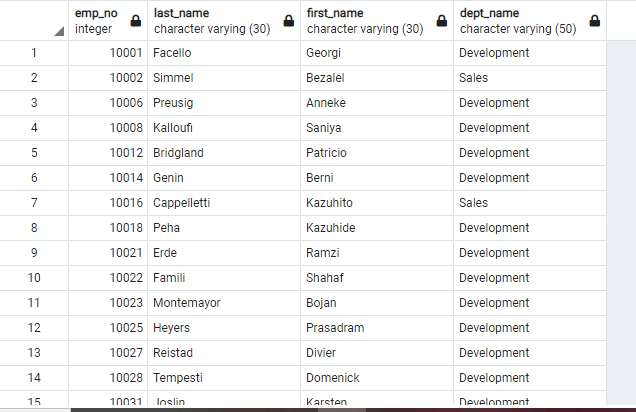 emp_no last_name first_name dept_name
integer character varying (30) character varying (30) character varying (50)
1 10001 Facello Georgi Development
2 10002 Simmel Bezalel Sales
3 10006 Preusig Anneke Development
4 10008 Kalloufi Saniya Development
5 10012 Bridgland Patricio Development
6 10014 Genin Berni Development
7 10016 Cappelletti Kazuhito Sales
8 10018 Peha Kazuhide Development
9 10021 Erde Ramzi Development
10 10022 Famili Shahaf Development
11 10023 Montemayor Bojan Development
12 10025 Heyers Prasadram Development
13 10027 Reistad Divier Development
14 10028 Tempesti Domenick Development
15 10031 Joslin Karsten Development